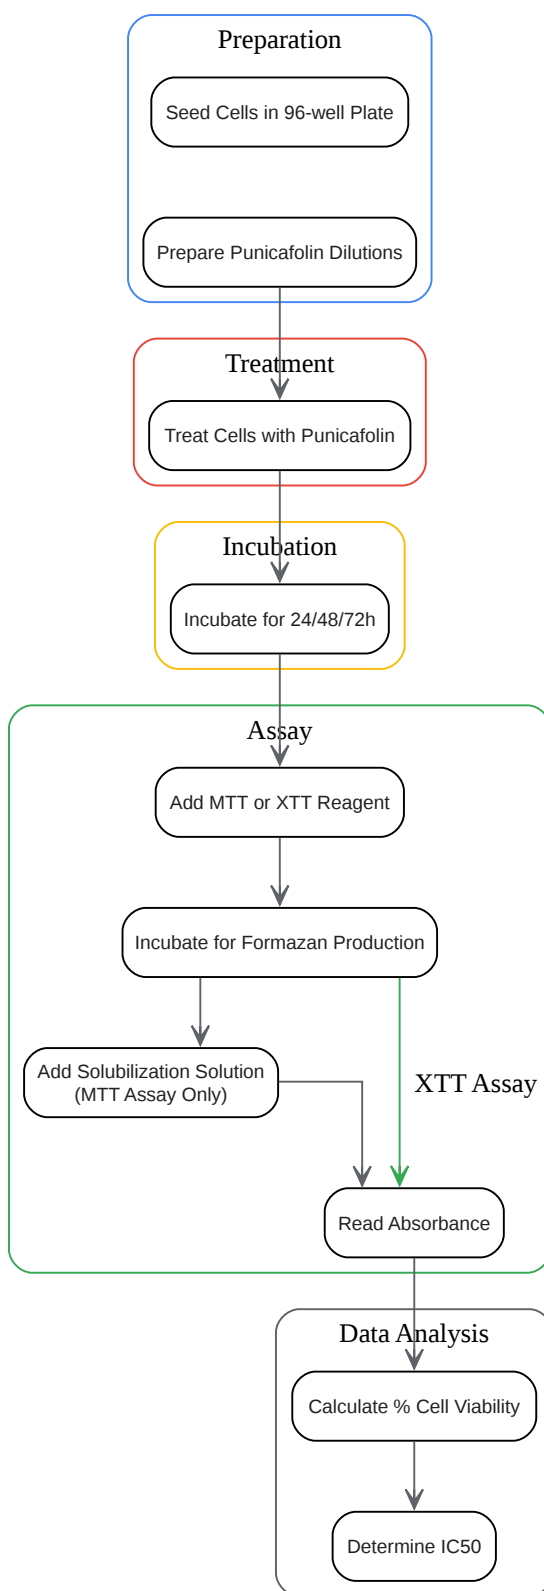 Preparation
Seed Cells in 96-well Plate
Prepare Punicafolin Dilutions
Treatment
Treat Cells with Punicafolin
Incubation
Incubate for 24/48/72h
Assay
Add MTT or XTT Reagent
Incubate for Formazan Production
Add Solubilization Solution
(MTT Assay Only)
XTT Assay
Read Absorbance
Data Analysis
Calculate % Cell Viability
Determine IC50